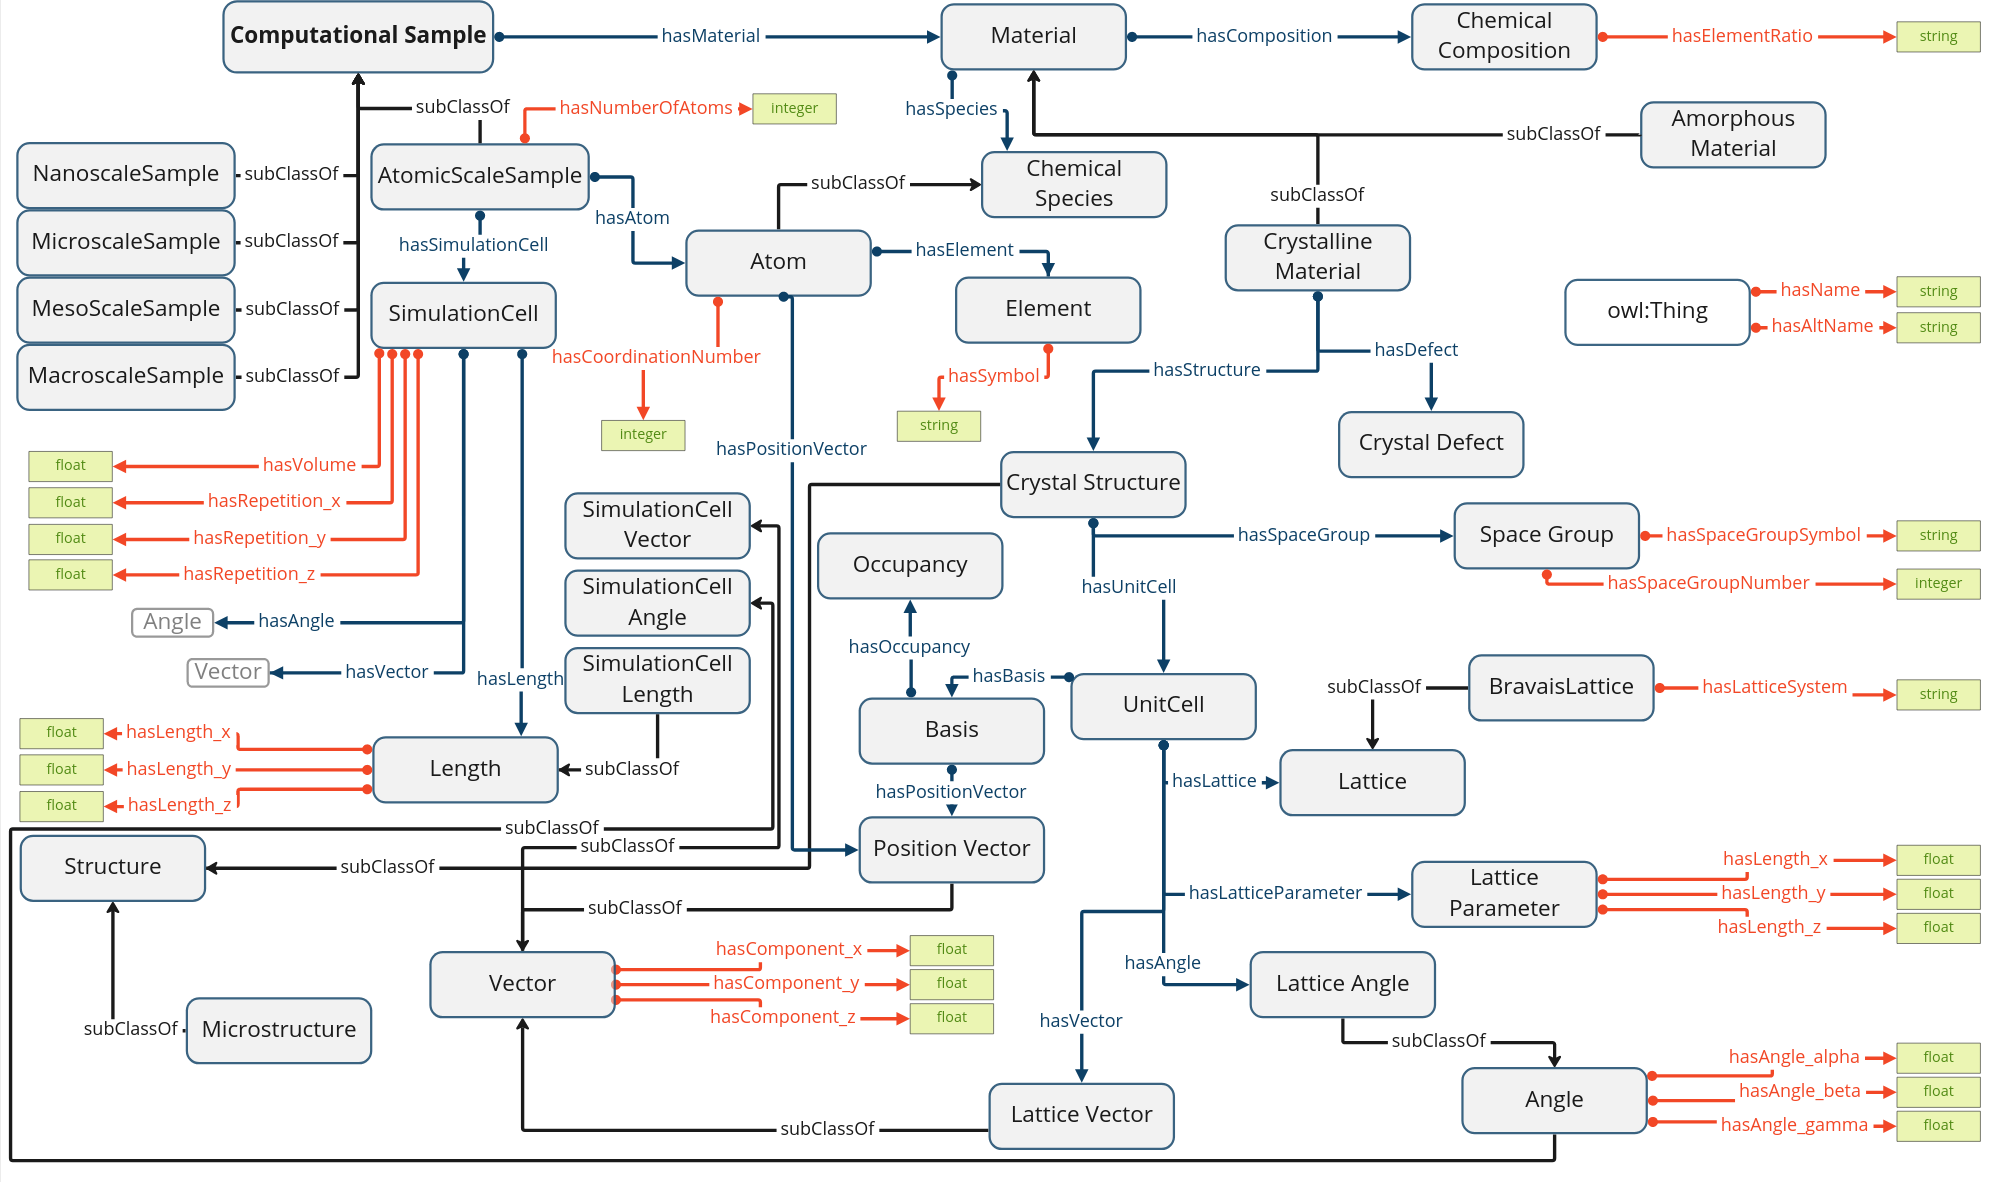 Computational Sample
hasMaterial
Material
hasComposition
Chemical
Composition
hasElementRatio
string
subClassOf
hasNumberOfAtoms
integer
hasSpecies
Amorphous
Material
subClassOf
NanoscaleSample
subClassOf
AtomicScaleSample
subClassOf
Chemical
Species
subClassOf
hasAtom
MicroscaleSample
subClassOf
hasSimulationCell
Atom
hasElement
Crystalline
Material
MesoScaleSample
subClassOf
SimulationCell
Element
owl:Thing
hasName
string
hasAltName
string
MacroscaleSample
subClassOf
hasCoordinationNumber
hasSymbol
hasStructure
hasDefect
integer
string
hasPositionVector
Crystal Defect
float
hasVolume
float
hasRepetition_x
float
hasRepetition_y
float
hasRepetition_z
Crystal Structure
SimulationCell
Vector
hasSpaceGroup
Space Group
hasSpaceGroupSymbol
string
hasSpaceGroupNumber
integer
Occupancy
SimulationCell
Angle
hasUnitCell
Angle
hasAngle
hasOccupancy
Vector
hasVector
hasLength
SimulationCell
Length
hasBasis
UnitCell
subClassOf
BravaisLattice
hasLatticeSystem
string
Basis
float
hasLength_x
float
hasLength_y
float
hasLength_z
Length
subClassOf
hasPositionVector
hasLattice
Lattice
subClassOf
subClassOf
Position Vector
Structure
subClassOf
hasLatticeParameter
Lattice
Parameter
hasLength_x
float
hasLength_y
float
hasLength_z
float
subClassOf
Vector
hasComponent_x
float
hasComponent_y
float
hasComponent_z
float
hasAngle
Lattice Angle
subClassOf
Microstructure
hasVector
subClassOf
Lattice Vector
subClassOf
Angle
hasAngle_alpha
float
hasAngle_beta
float
hasAngle_gamma
float